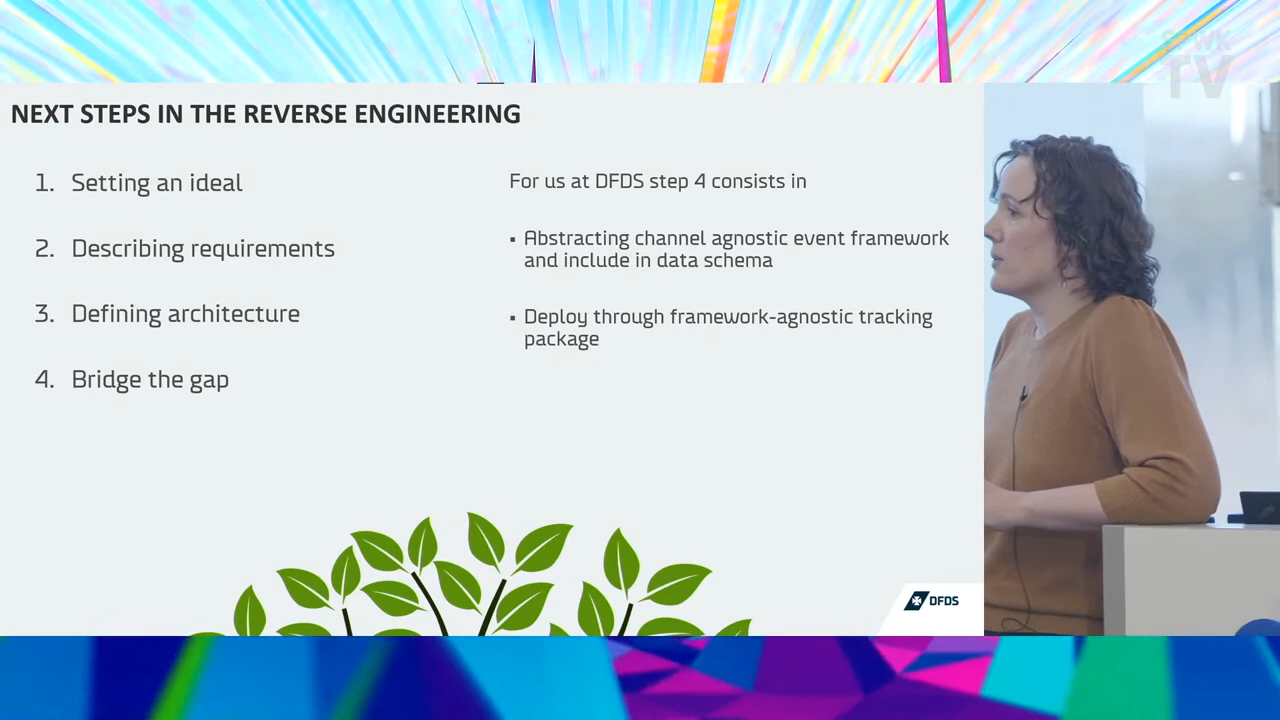 TV
NEXT STEPS IN THE REVERSE ENGINEERING
1. Setting an ideal
2. Describing requirements
3. Defining architecture
4. Bridge the gap
For us at DFDS step 4 consists in
▪ Abstracting channel agnostic event framework
and include in data schema
▪ Deploy through framework-agnostic tracking
package
DFDS